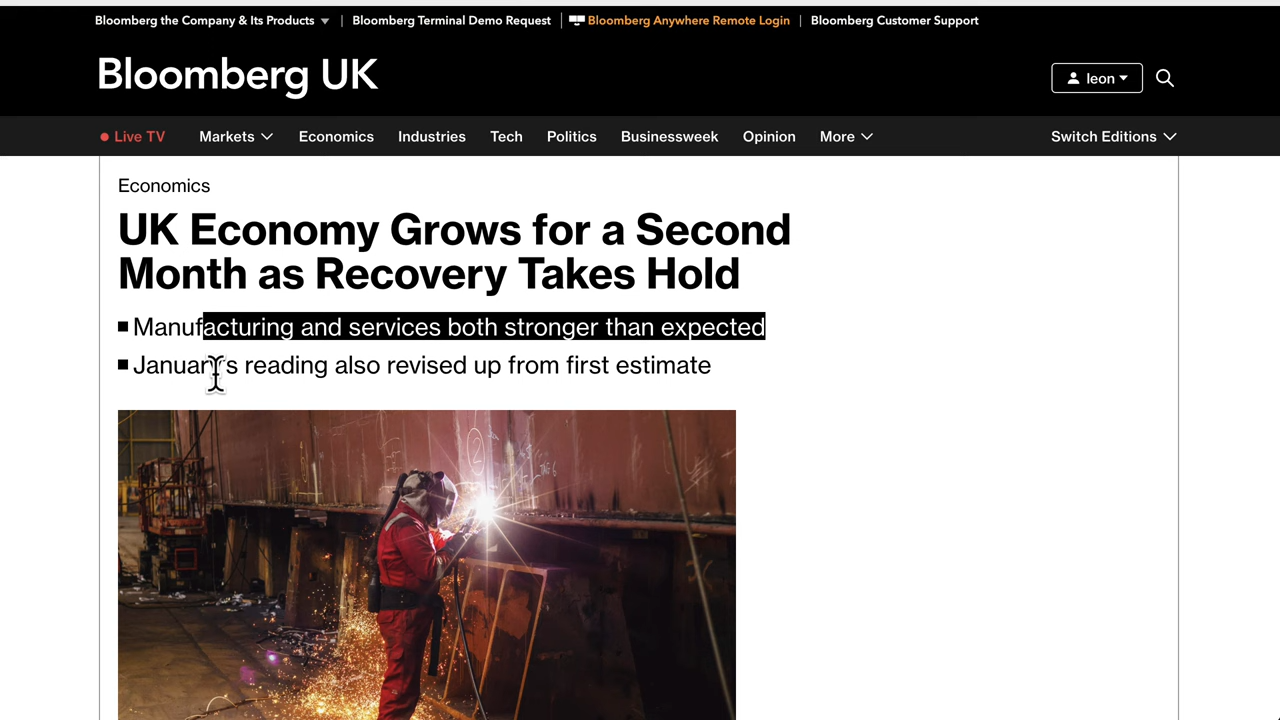 Bloomberg the Company & Its Products
Bloomberg Terminal Demo Request
Bloomberg Anywhere Remote Login
Bloomberg Customer Support
Bloomberg UK
leon
Live TV
Markets
Economics
Industries
Tech
Politics
Businessweek
Opinion
More
Switch Editions
Economics
UK Economy Grows for a Second
Month as Recovery Takes Hold
Manufacturing and services both stronger than expected
January's reading also revised up from first estimate
2